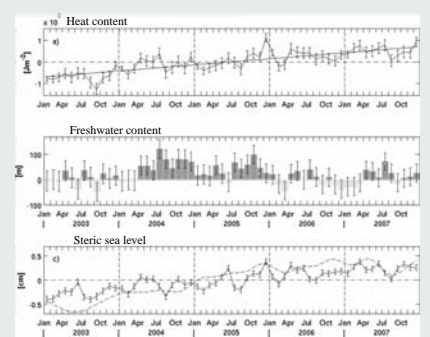 Heat content
a)
[Jm⁻²]
1
0
-1
Jan Apr Jul Oct Jan Apr Jul Oct Jan Apr Jul Oct Jan Apr Jul Oct Jan Apr Jul Oct
Freshwater content
[m]
100
0
-100
Jan Apr Jul Oct Jan Apr Jul Oct Jan Apr Jul Oct Jan Apr Jul Oct Jan Apr Jul Oct
2003 2004 2005 2006 2007
Steric sea level
c)
[cm]
0.5
0
-0.5
Jan Apr Jul Oct Jan Apr Jul Oct Jan Apr Jul Oct Jan Apr Jul Oct Jan Apr Jul Oct
2003 2004 2005 2006 2007